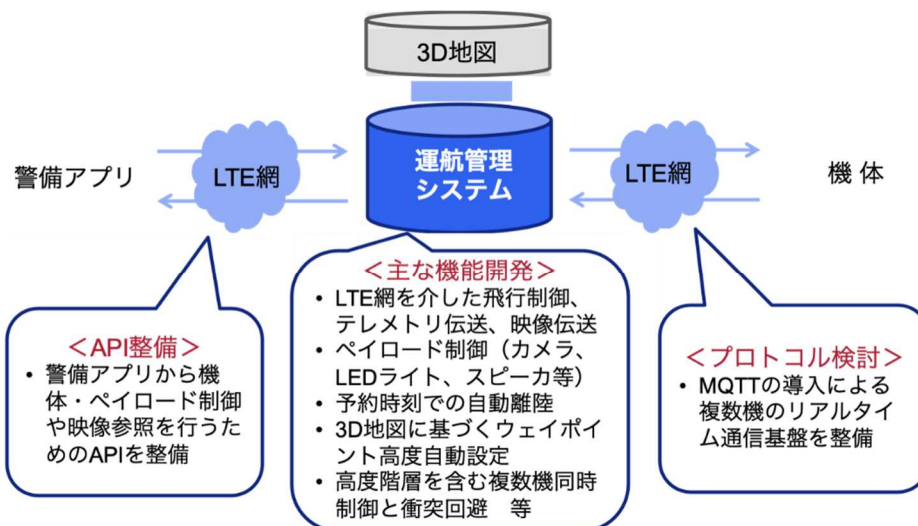 3D地図
運航管理
システム
警備アプリ
LTE網
LTE網
機 体
＜API整備＞
• 警備アプリから機
体・ペイロード制御
や映像参照を行うた
めのAPIを整備
＜主な機能開発＞
• LTE網を介した飛行制御、
テレメトリ伝送、映像伝送
• ペイロード制御（カメラ、
LEDライト、スピーカ等）
• 予約時刻での自動離陸
• 3D地図に基づくウェイポイ
ント高度自動設定
• 高度階層を含む複数機同時
制御と衝突回避　等
＜プロトコル検討＞
• MQTTの導入による
複数機のリアルタイ
ム通信基盤を整備